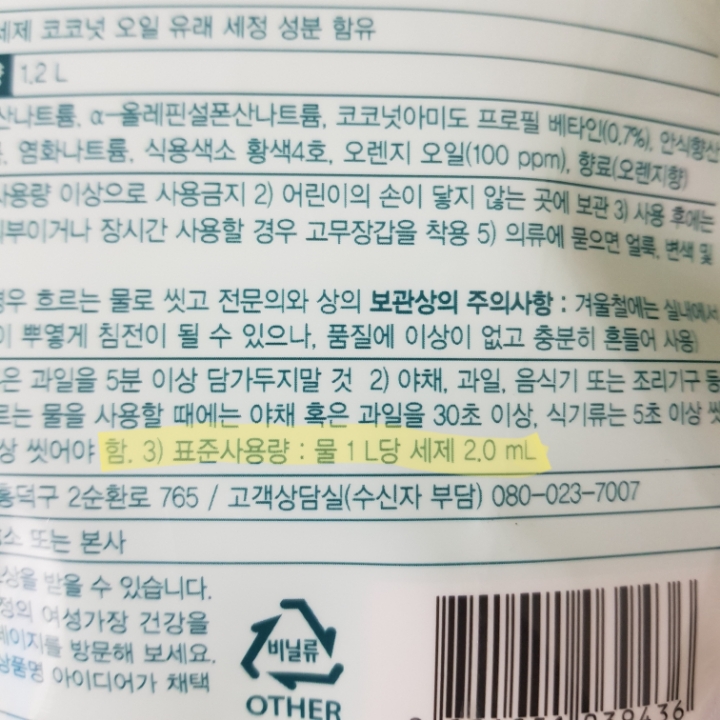 세제 코코넛 오일 유래 세정 성분 함유
1.2 L
산나트륨, α-올레핀설폰산나트륨, 코코넛아미도 프로필 베타인(0.7%), 안식향산
염화나트륨, 식용색소 황색4호, 오렌지 오일(100 ppm), 향료(오렌지향)
사용량 이상으로 사용금지 2) 어린이의 손이 닿지 않는 곳에 보관 3) 사용 후에는
피부이거나 장시간 사용할 경우 고무장갑을 착용 5) 의류에 묻으면 얼룩, 변색 및
경우 흐르는 물로 씻고 전문의와 상의 보관상의 주의사항 : 겨울철에는 실내에서
이 뿌옇게 침전이 될 수 있으나, 품질에 이상이 없고 충분히 흔들어 사용)
은 과일을 5분 이상 담가두지말 것 2) 야채, 과일, 음식기 또는 조리기구 등
르는 물을 사용할 때에는 야채 혹은 과일을 30초 이상, 식기류는 5초 이상 씻
상 씻어야 함. 3) 표준사용량 : 물 1 L당 세제 2.0 mL
흥덕구 2순환로 765 / 고객상담실(수신자 부담) 080-023-7007
또는 본사
상을 받을 수 있습니다.
정의 여성가장 건강을
페이지를 방문해 보세요.
상품명 아이디어가 채택
비닐류
OTHER